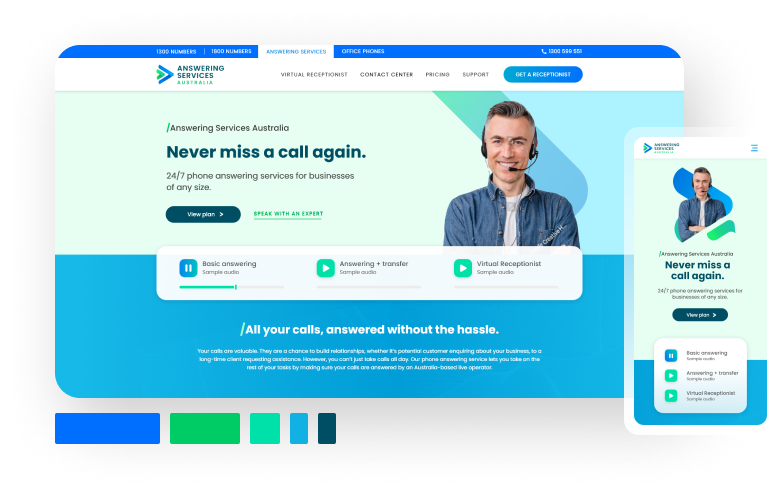 1300 NUMBERS | 1800 NUMBERS ANSWERING SERVICES OFFICE PHONES 1300 599 551
ANSWERING
SERVICES
AUSTRALIA
VIRTUAL RECEPTIONIST CONTACT CENTER PRICING SUPPORT GET A RECEPTIONIST
/Answering Services Australia
Never miss a call again.
24/7 phone answering services for businesses
of any size.
View plan > SPEAK WITH AN EXPERT
Basic answering
Sample audio
Answering + transfer
Sample audio
Virtual Receptionist
Sample audio
/All your calls, answered without the hassle.
Your calls are valuable. They are a chance to build relationships, whether it's potential customer enquiring about your business, to a
long-time client requesting assistance. However, you can't just take calls all day. Our phone answering service lets you take on the
rest of your tasks by making sure your calls are answered by an Australia-based live operator.
ANSWERING
SERVICES
AUSTRALIA
/Answering Services Australia
Never miss a
call again.
24/7 phone answering services for
businesses of any size.
View plan >
Basic answering
Sample audio
Answering + transfer
Sample audio
Virtual Receptionist
Sample audio